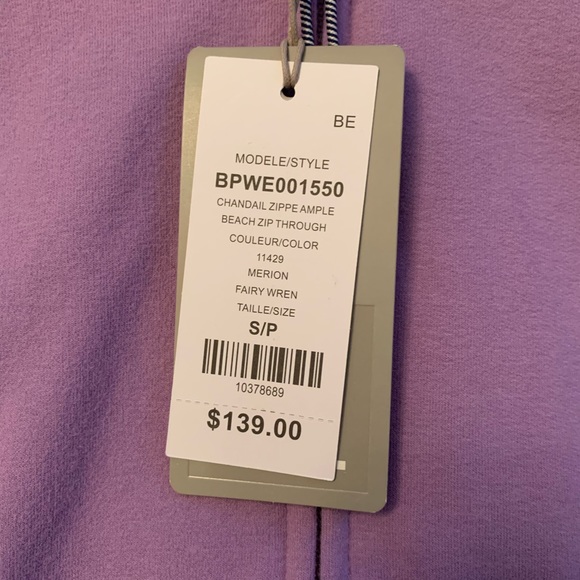 BE
MODELE/STYLE
BPWE001550
CHANDAIL ZIPPE AMPLE
BEACH ZIP THROUGH
COULEUR/COLOR
11429
MERION
FAIRY WREN
TAILLE/SIZE
S/P
10378689
$139.00